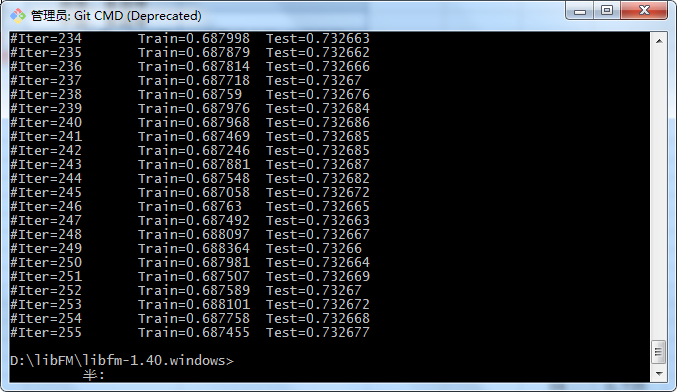 管理员: Git CMD (Deprecated)
#Iter=234 Train=0.687998 Test=0.732663
#Iter=235 Train=0.687879 Test=0.732662
#Iter=236 Train=0.687814 Test=0.732666
#Iter=237 Train=0.687718 Test=0.73267
#Iter=238 Train=0.68759 Test=0.732676
#Iter=239 Train=0.687976 Test=0.732684
#Iter=240 Train=0.687968 Test=0.732686
#Iter=241 Train=0.687469 Test=0.732685
#Iter=242 Train=0.687246 Test=0.732685
#Iter=243 Train=0.687881 Test=0.732687
#Iter=244 Train=0.687548 Test=0.732682
#Iter=245 Train=0.687058 Test=0.732672
#Iter=246 Train=0.68763 Test=0.732665
#Iter=247 Train=0.687492 Test=0.732663
#Iter=248 Train=0.688097 Test=0.732667
#Iter=249 Train=0.688364 Test=0.73266
#Iter=250 Train=0.687981 Test=0.732664
#Iter=251 Train=0.687507 Test=0.732669
#Iter=252 Train=0.687589 Test=0.73267
#Iter=253 Train=0.688101 Test=0.732672
#Iter=254 Train=0.687758 Test=0.732668
#Iter=255 Train=0.687455 Test=0.732677
D:\libFM\libfm-1.40.windows>
半: